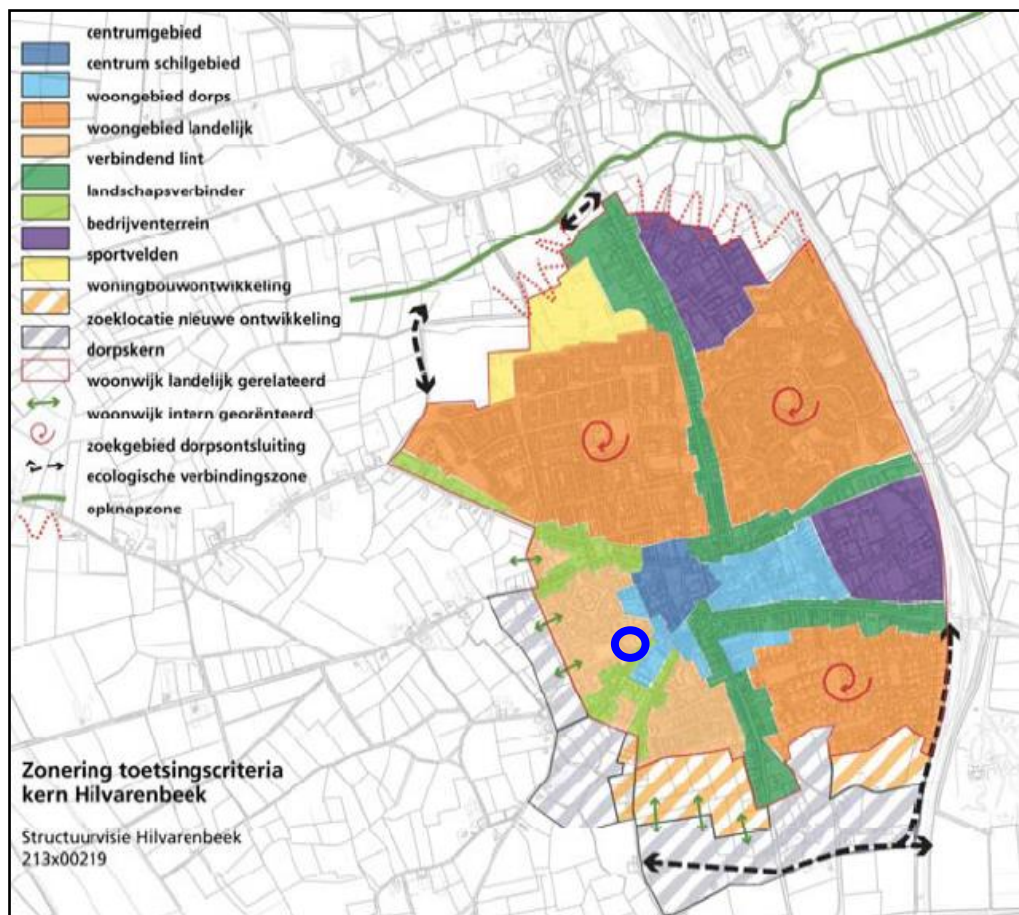 centrumgebied
centrum schilgebied
woongebied dorps
woongebied landelijk
verbindend lint
landschapsverbinder
bedrijventerrein
sportvelden
woningbouwontwikkeling
zoeklocatie nieuwe ontwikkeling
dorpskern
woonwijk landelijk gerelateerd
woonwijk intern georënteerd
zoekgebied dorpsontsluiting
ecologische verbindingszone
opknapzone
Zonering toetsingscriteria
kern Hilvarenbeek
Structuurvisie Hilvarenbeek
213x00219